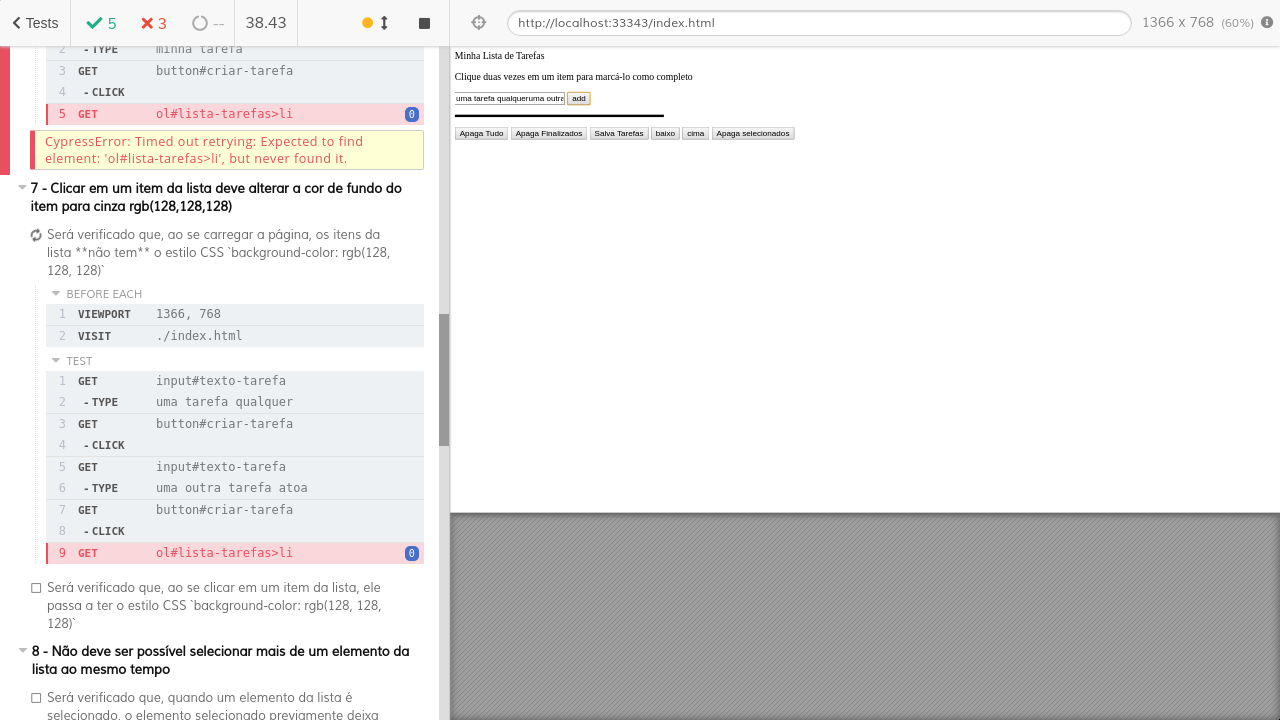 Tests 5 3 -- 38.43
2 -TYPE minha tarefa
3 GET button#criar-tarefa
4 -CLICK
5 GET ol#lista-tarefas>li 0
CypressError: Timed out retrying: Expected to find
element: 'ol#lista-tarefas>li', but never found it.
7 - Clicar em um item da lista deve alterar a cor de fundo do
item para cinza rgb(128,128,128)
Será verificado que, ao se carregar a página, os itens da
lista **não tem** o estilo CSS `background-color: rgb(128,
128, 128)`
BEFORE EACH
1 VIEWPORT 1366, 768
2 VISIT ./index.html
TEST
1 GET input#texto-tarefa
2 -TYPE uma tarefa qualquer
3 GET button#criar-tarefa
4 -CLICK
5 GET input#texto-tarefa
6 -TYPE uma outra tarefa atoa
7 GET button#criar-tarefa
8 -CLICK
9 GET ol#lista-tarefas>li 0
Será verificado que, ao se clicar em um item da lista, ele
passa a ter o estilo CSS `background-color: rgb(128, 128,
128)`
8 - Não deve ser possível selecionar mais de um elemento da
lista ao mesmo tempo
Será verificado que, quando um elemento da lista é
selecionado, o elemento selecionado previamente deixa
http://localhost:33343/index.html 1366 x 768 (60%)
Minha Lista de Tarefas
Clique duas vezes em um item para marcá-lo como completo
uma tarefa qualqueruma outra add
Apaga Tudo Apaga Finalizados Salva Tarefas baixo cima Apaga selecionados